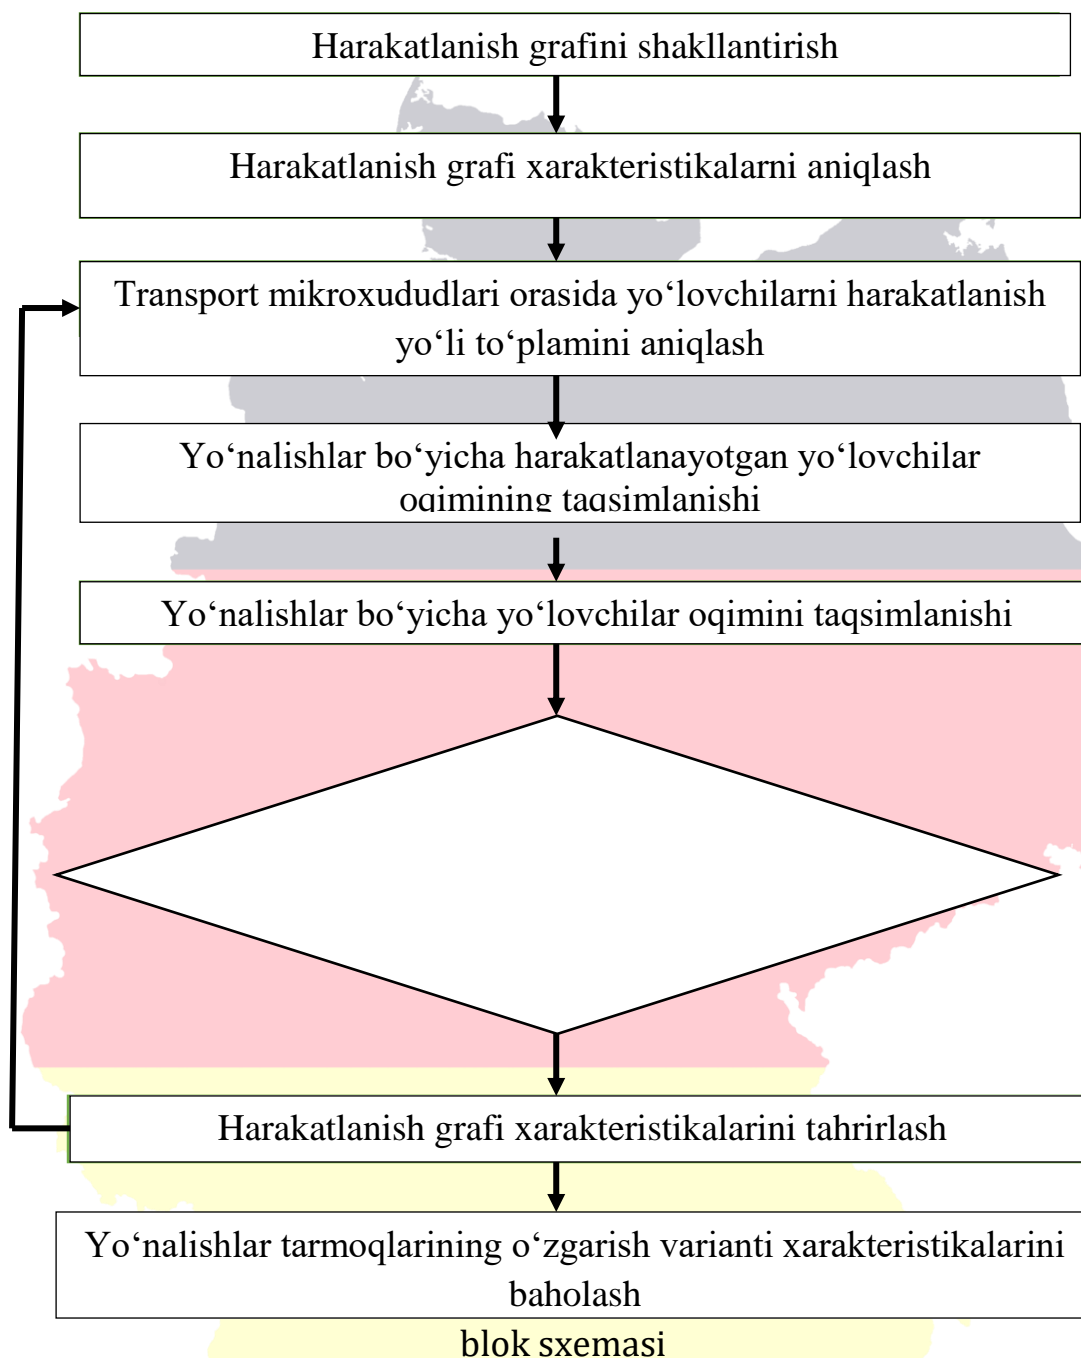 Harakatlanish grafini shakllantirish
Harakatlanish grafi xarakteristikalarni aniqlash
Transport mikroxududlari orasida yo‘lovchilarni harakatlanish
yo‘li to‘plamini aniqlash
Yo‘nalishlar bo‘yicha harakatlanayotgan yo‘lovchilar
oqimining taqsimlanishi
Yo‘nalishlar bo‘yicha yo‘lovchilar oqimini taqsimlanishi
Harakatlanish grafi xarakteristikalarini tahrirlash
Yo‘nalishlar tarmoqlarining o‘zgarish varianti xarakteristikalarini
baholash
blok sxemasi